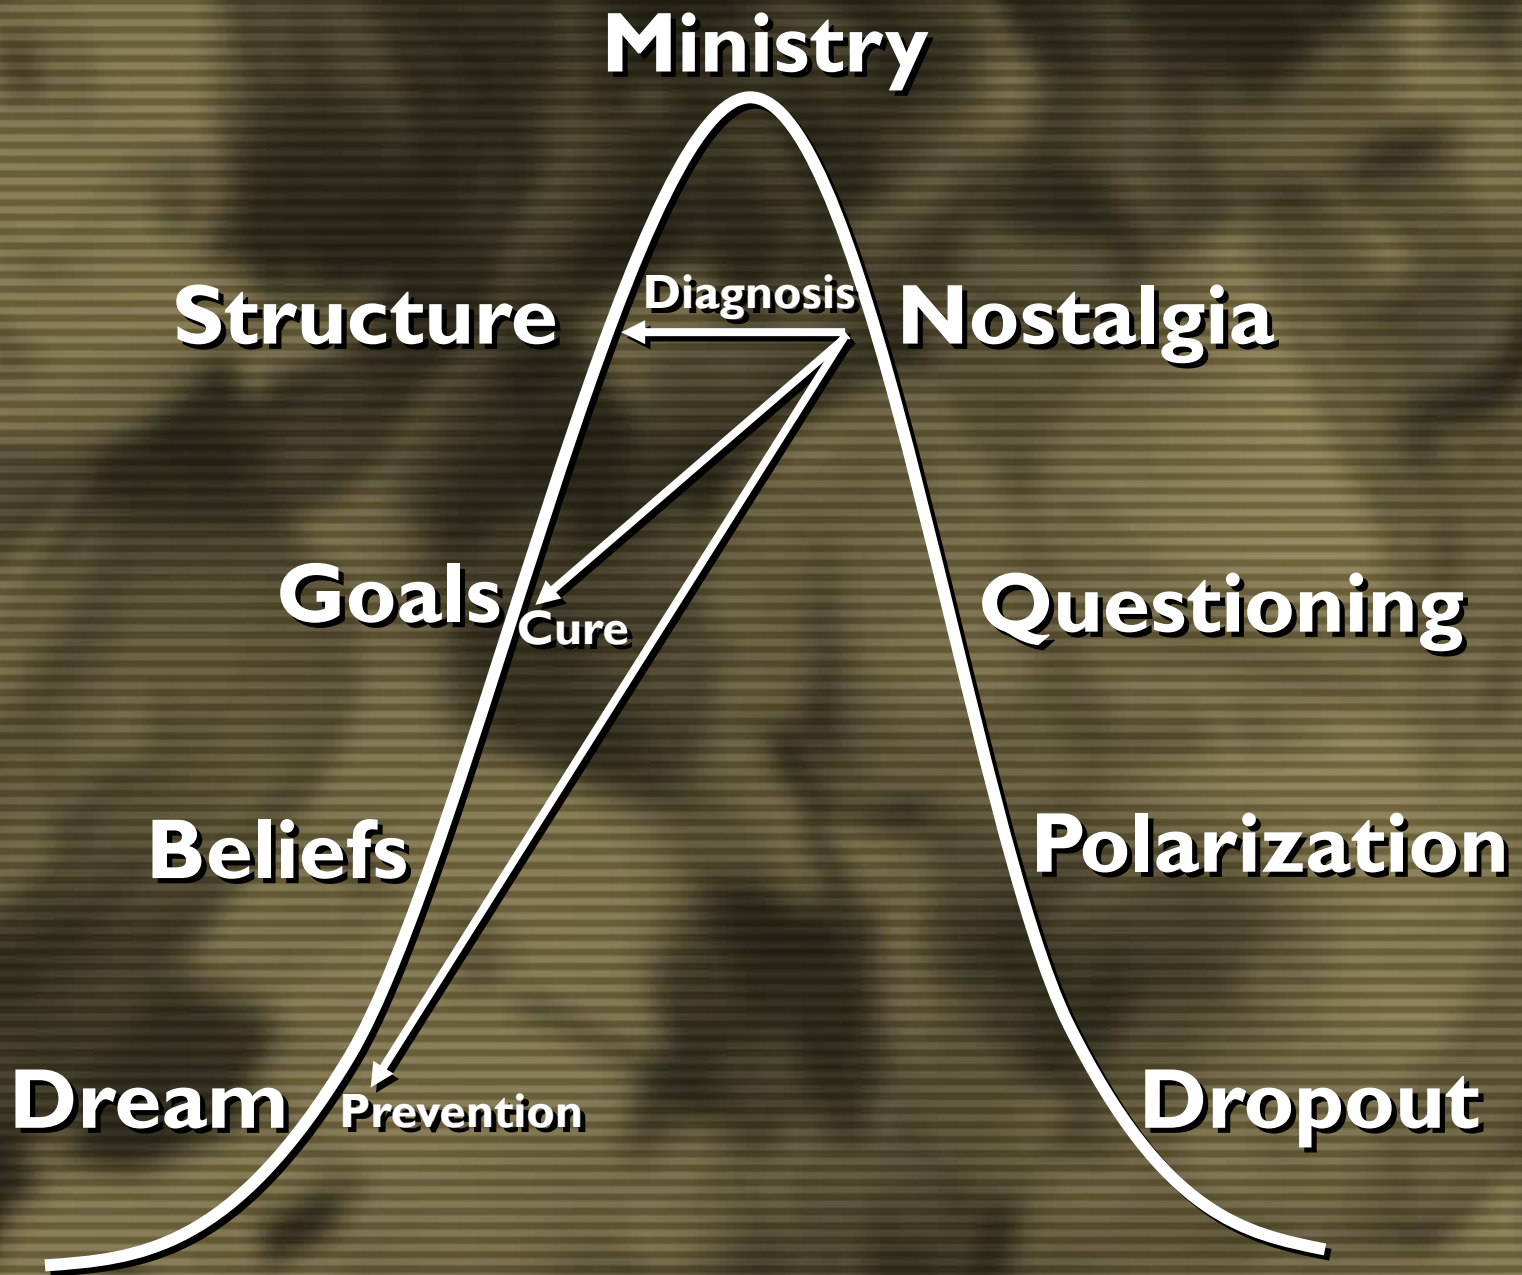 Ministry
Diagnosis
Structure
Nostalgia
Goals
Cure
Questioning
Beliefs
Polarization
Dream
Prevention
Dropout